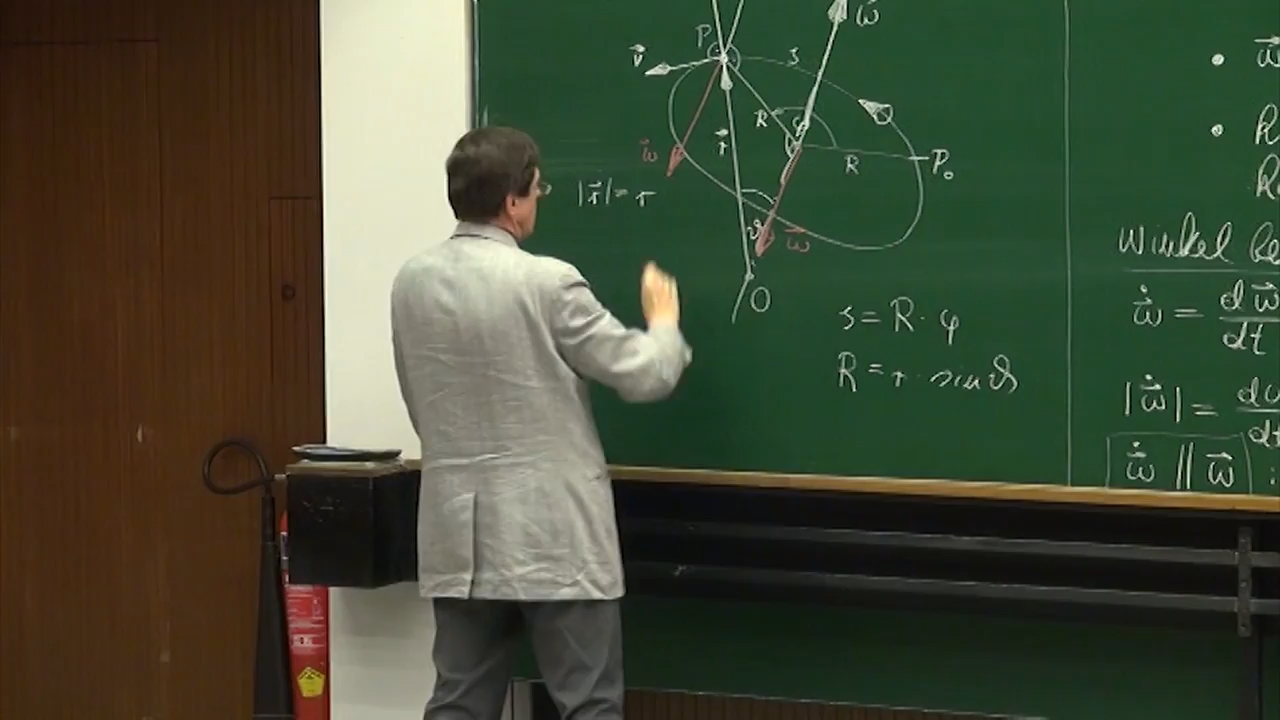 P
s
ω⃗
v⃗
R
φ
r⃗
R
P₀
ω⃗
|r⃗| = r
ϑ
ω⃗
O
s = R · φ
R = r · sin ϑ
• ω⃗
• R
R
Winkel
ω⃗̇ = dω⃗/dt
|ω⃗̇| = dω/dt
ω⃗̇ ∥ ω⃗ :